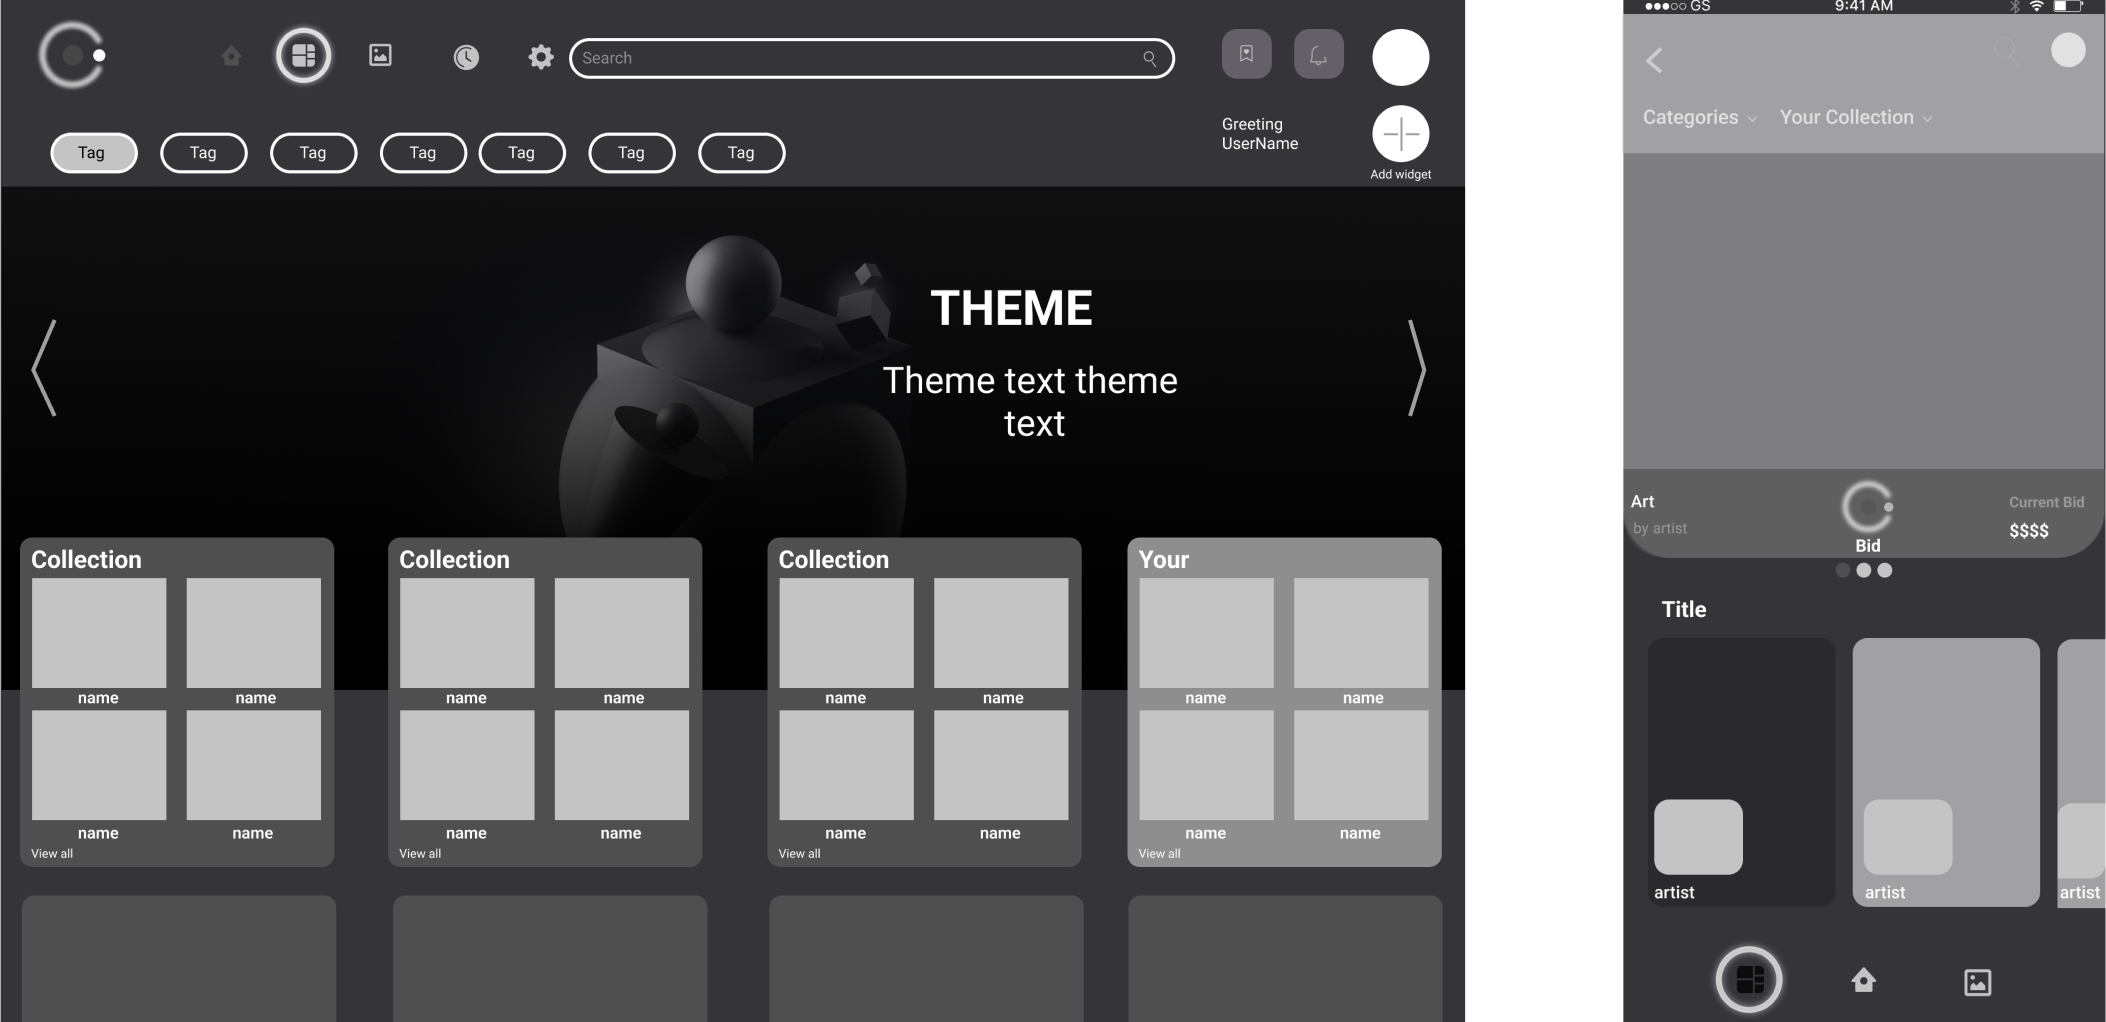 Search
Greeting
UserName
Add widget
Tag Tag Tag Tag Tag Tag Tag
THEME
Theme text theme
text
Collection Collection Collection Your
name name name name name name name name
name name name name name name name name
View all View all View all View all
GS 9:41 AM
Categories Your Collection
Art
by artist
Bid
Current Bid
$$$$
Title
artist artist artist